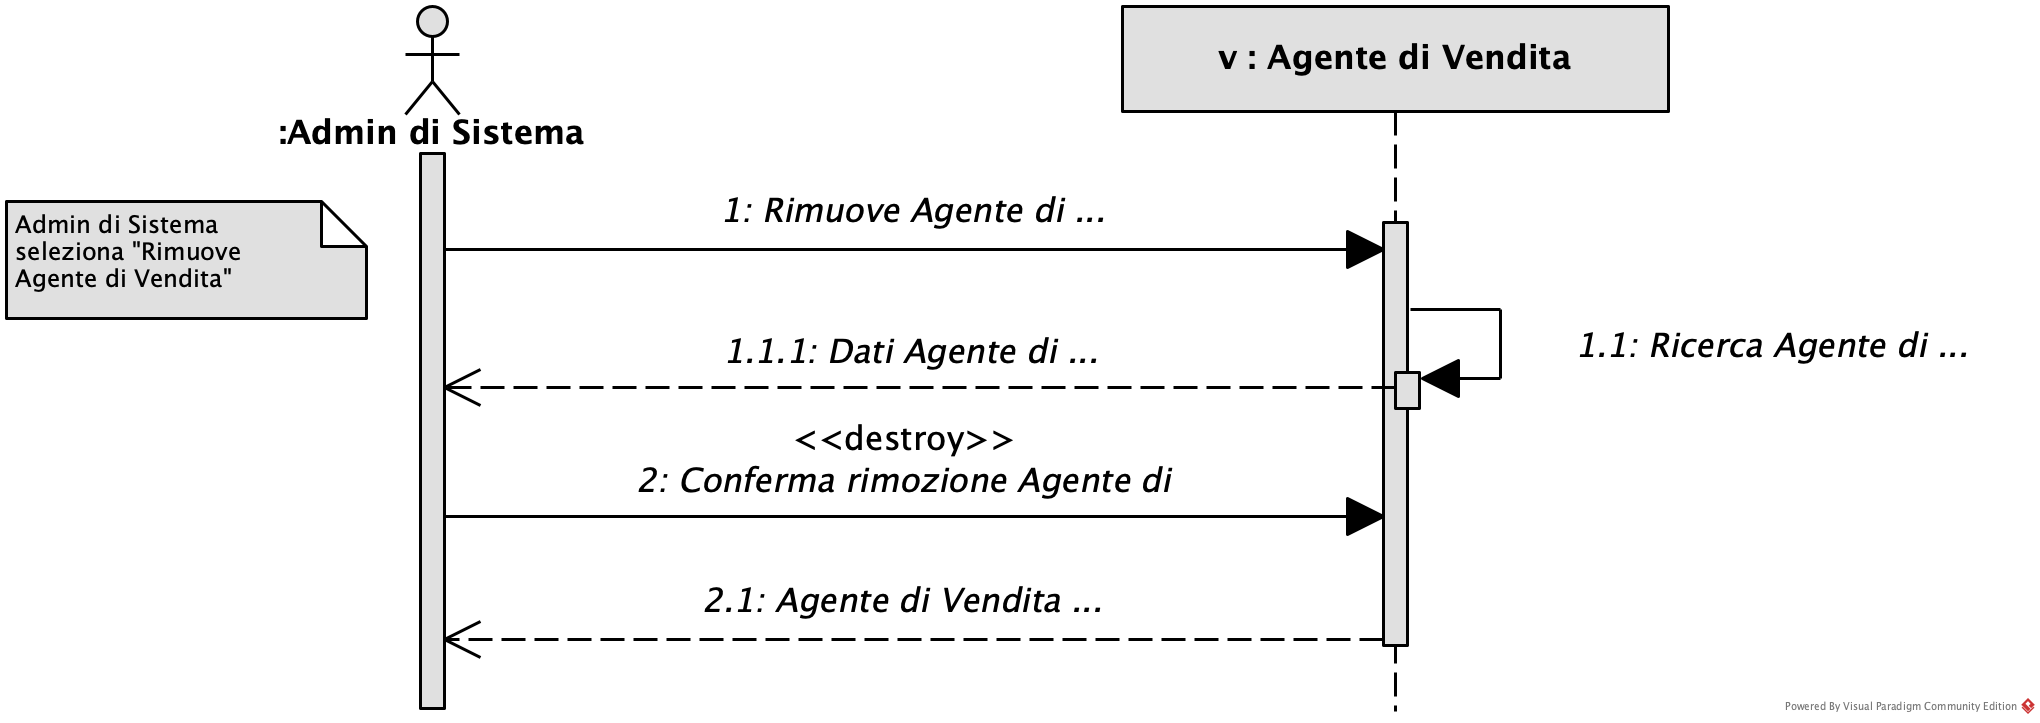 :Admin di Sistema
v : Agente di Vendita
Admin di Sistema
seleziona "Rimuove
Agente di Vendita"
1: Rimuove Agente di ...
1.1: Ricerca Agente di ...
1.1.1: Dati Agente di ...
<<destroy>>
2: Conferma rimozione Agente di
2.1: Agente di Vendita ...
Powered By Visual Paradigm Community Edition